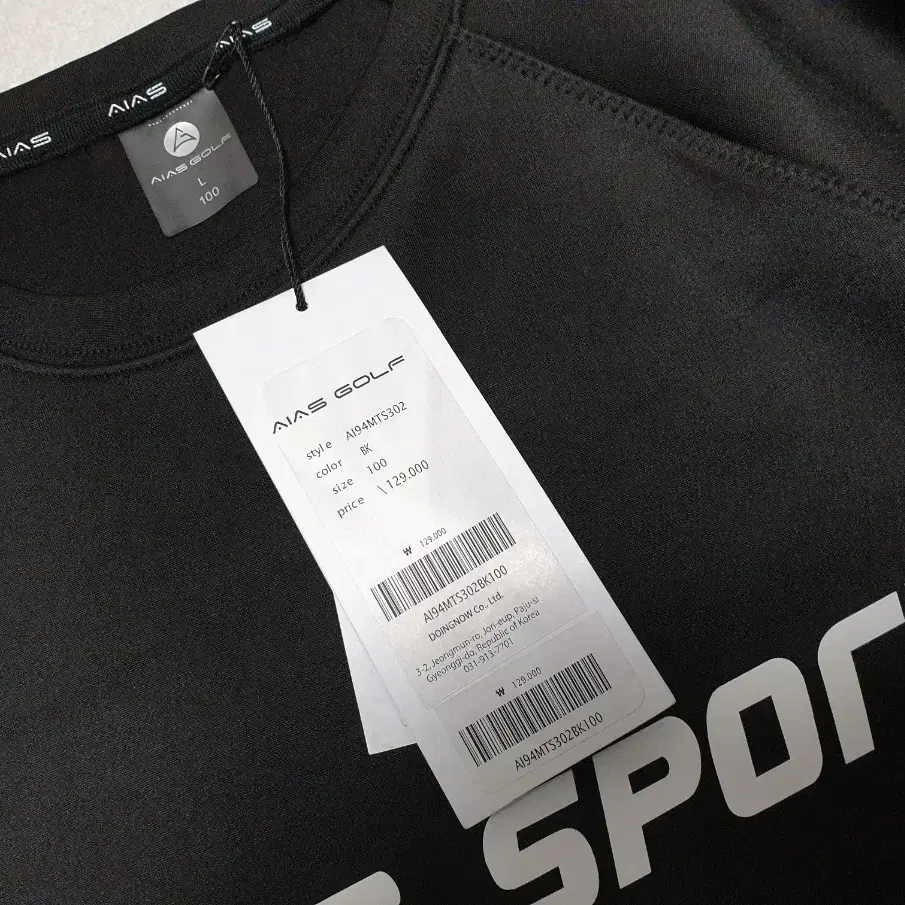 AIAS
AIAS
AIAS
AIAS GOLF
L
100
AIAS GOLF
style AI94MTS302
color BK
size 100
price \129.000
₩ 129.000
AI94MTS302BK100
DOINGNOW Co., Ltd.
3-2, Jeongmun-ro, Jori-eup, Paju-si
Gyeonggi-do, Republic of Korea
031-913-7701
₩ 129.000
AI94MTS302BK100
SPOR